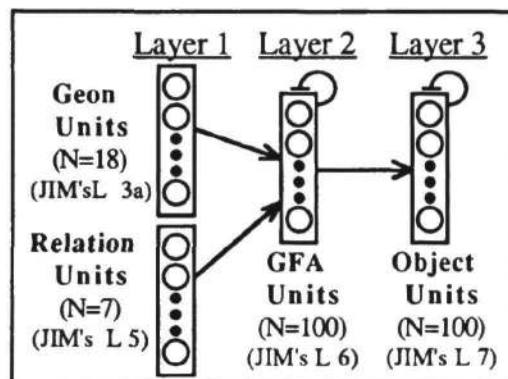 Layer 1
Layer 2
Layer 3
Geon
Units
(N=18)
(JIM'sL 3a)
Relation
Units
(N=7)
(JIM's L 5)
GFA
Units
(N=100)
(JIM's L 6)
Object
Units
(N=100)
(JIM's L 7)